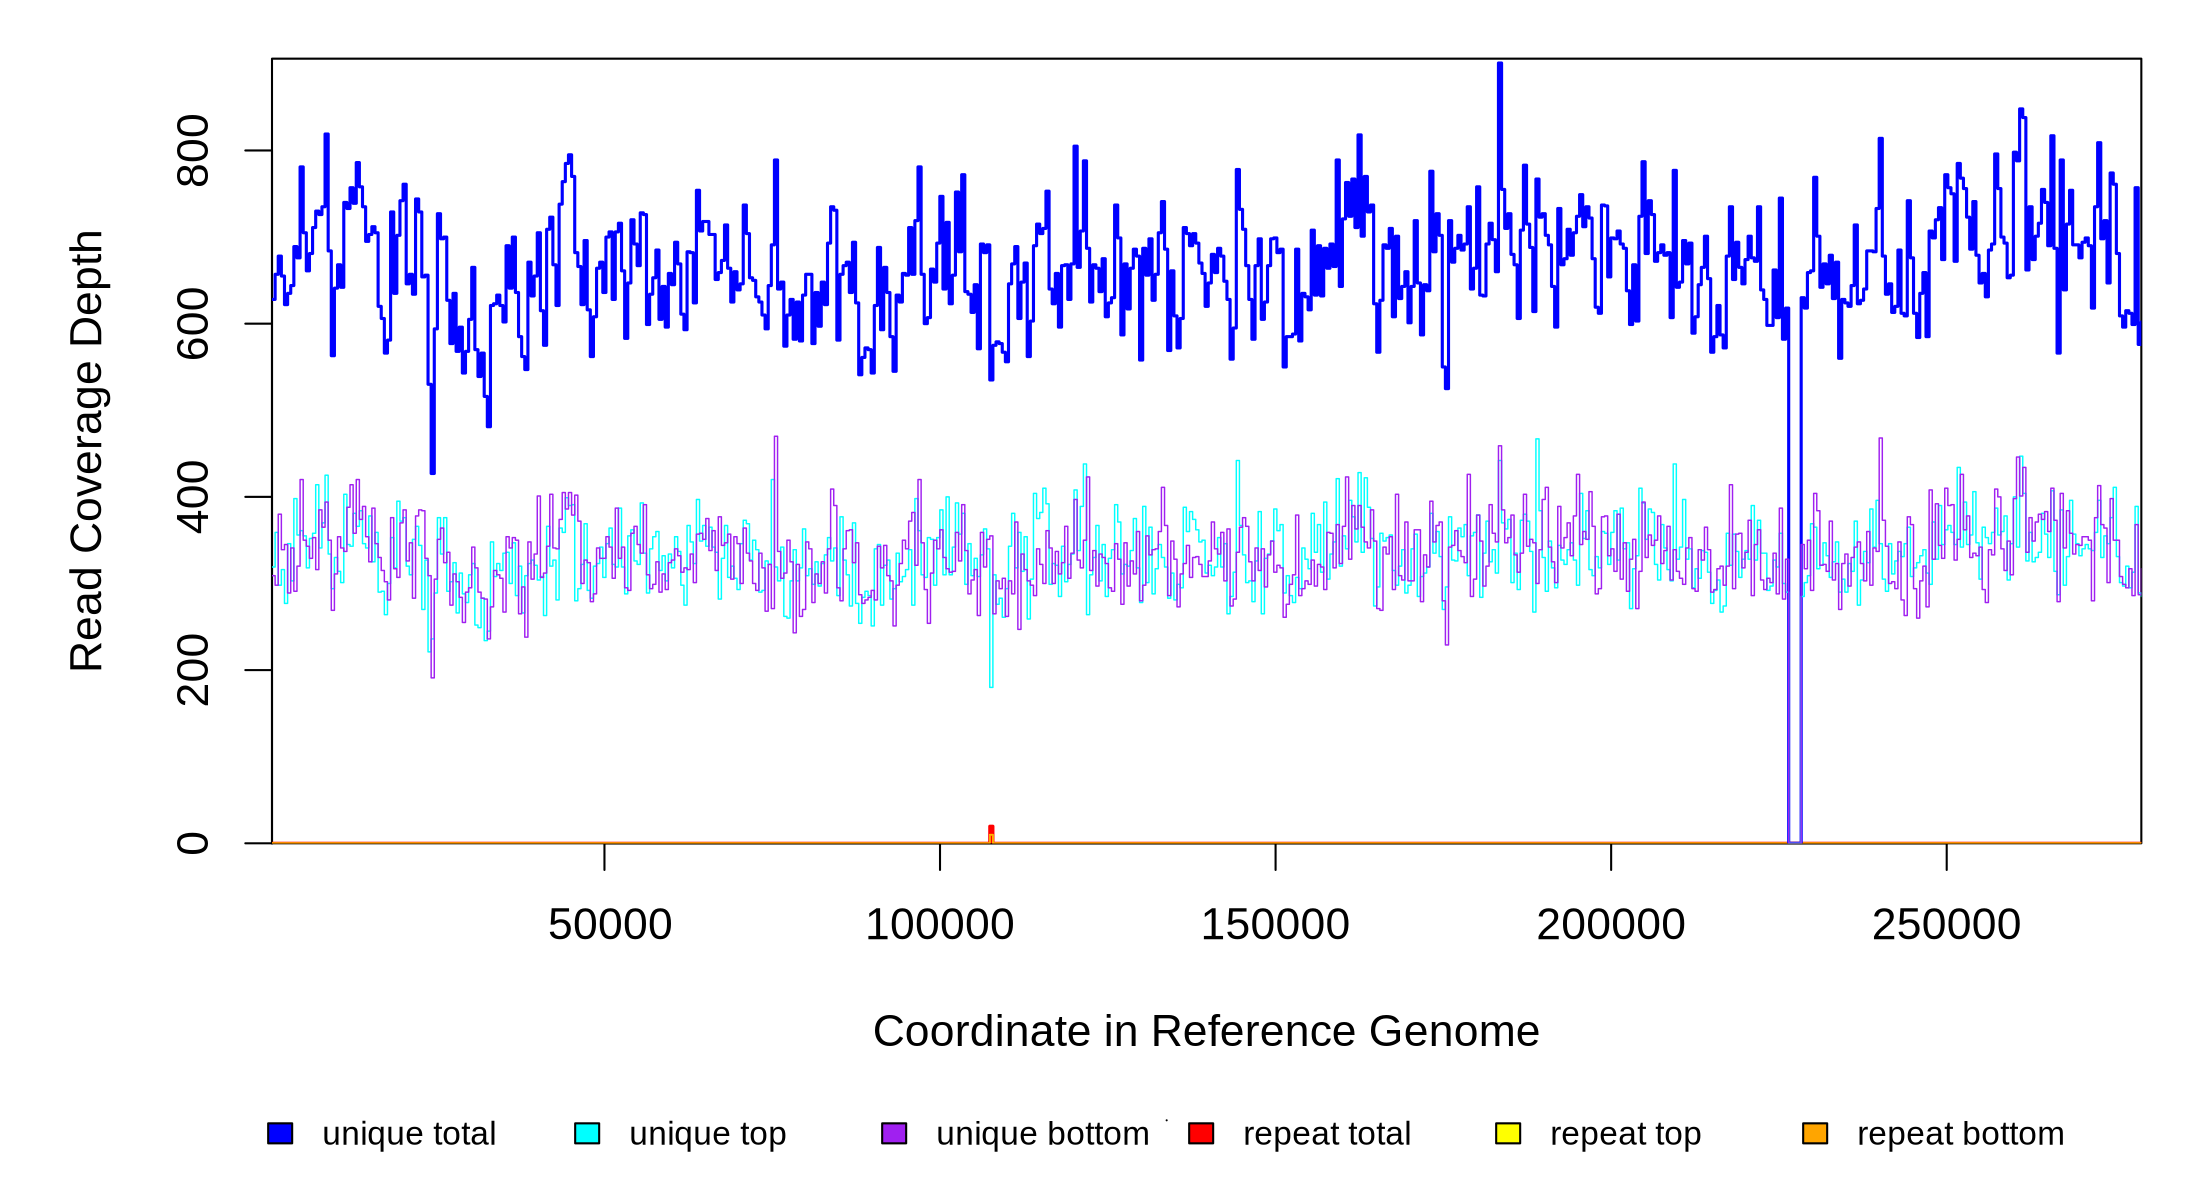 Read Coverage Depth
800
600
400
200
0
50000 100000 150000 200000 250000
Coordinate in Reference Genome
unique total unique top unique bottom repeat total repeat top repeat bottom